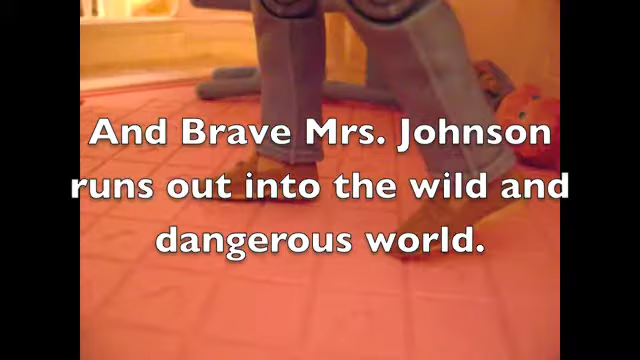 And Brave Mrs. Johnson
runs out into the wild and
dangerous world.